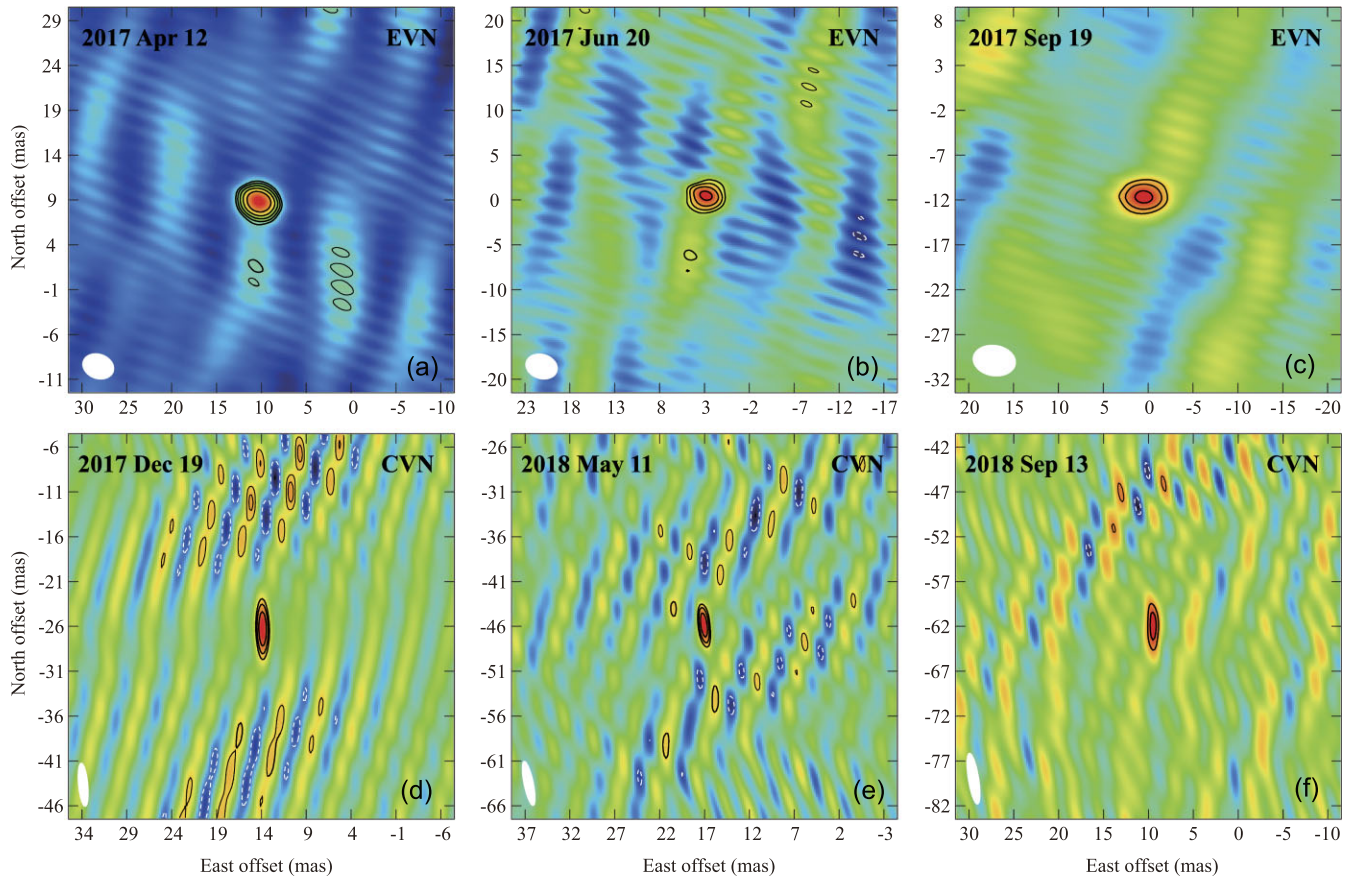 2017 Apr 12 EVN
29
24
19
14
9
4
-1
-6
-11
30 25 20 15 10 5 0 -5 -10
(a)
North offset (mas)
2017 Jun 20 EVN
20
15
10
5
0
-5
-10
-15
-20
23 18 13 8 3 -2 -7 -12 -17
(b)
2017 Sep 19 EVN
8
3
-2
-7
-12
-17
-22
-27
-32
20 15 10 5 0 -5 -10 -15 -20
(c)
2017 Dec 19 CVN
-6
-11
-16
-21
-26
-31
-36
-41
-46
34 29 24 19 14 9 4 -1 -6
(d)
North offset (mas)
East offset (mas)
2018 May 11 CVN
-26
-31
-36
-41
-46
-51
-56
-61
-66
37 32 27 22 17 12 7 2 -3
(e)
East offset (mas)
2018 Sep 13 CVN
-42
-47
-52
-57
-62
-67
-72
-77
-82
30 25 20 15 10 5 0 -5 -10
(f)
East offset (mas)